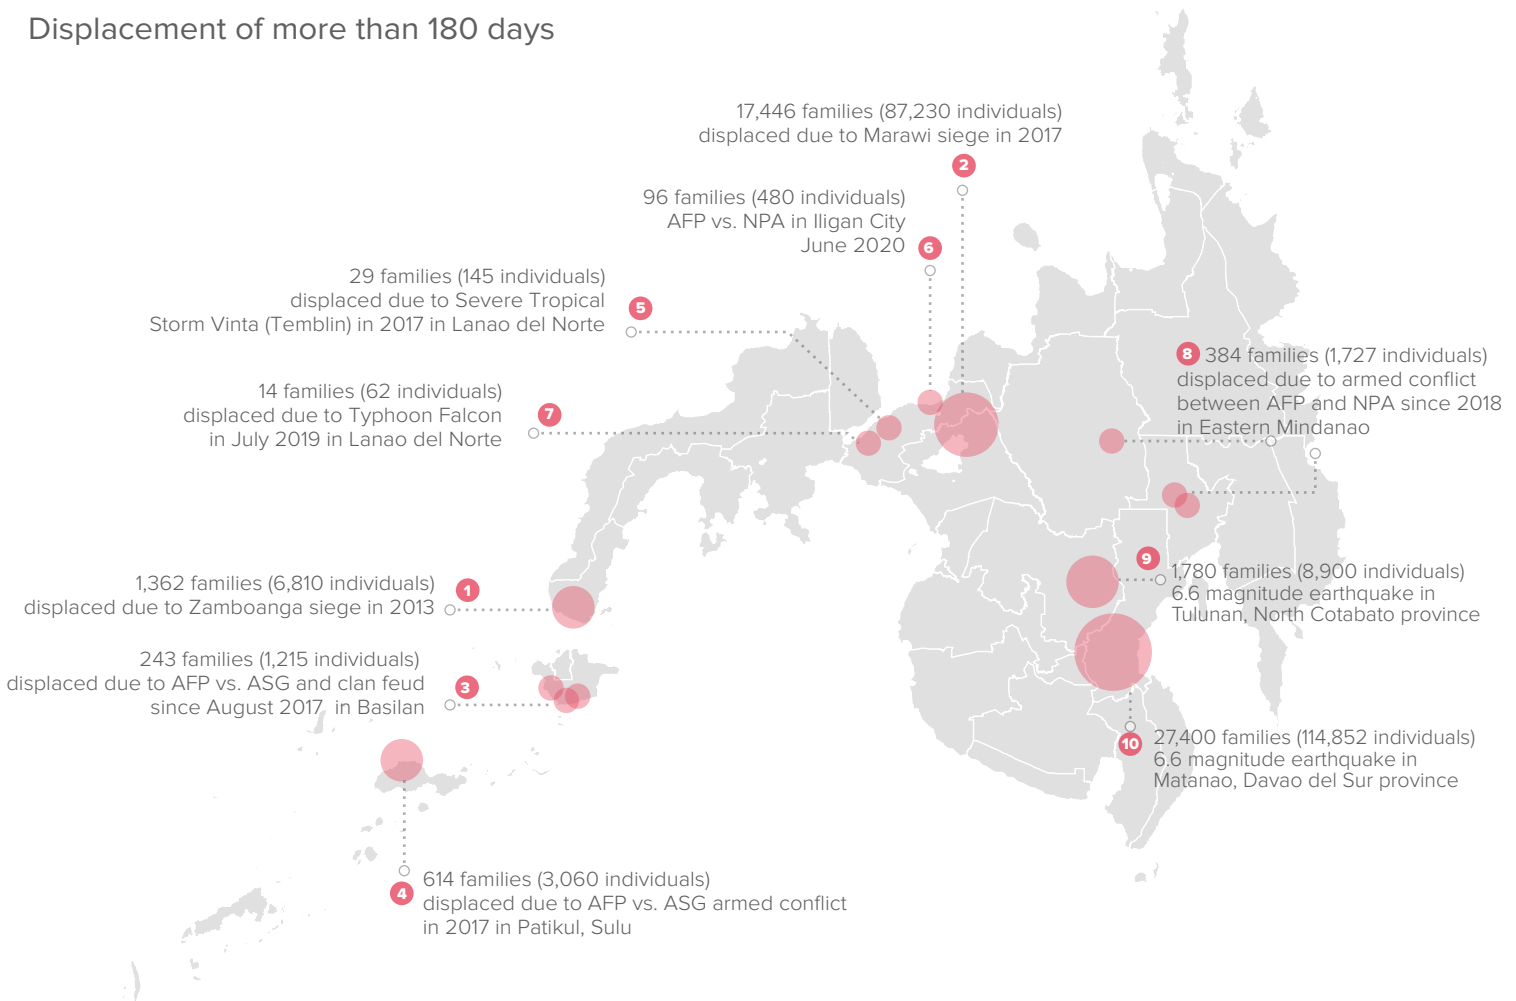 Displacement of more than 180 days
17,446 families (87,230 individuals)
displaced due to Marawi siege in 2017
2
96 families (480 individuals)
AFP vs. NPA in Iligan City
June 2020
6
29 families (145 individuals)
displaced due to Severe Tropical
Storm Vinta (Temblin) in 2017 in Lanao del Norte
5
8 384 families (1,727 individuals)
displaced due to armed conflict
between AFP and NPA since 2018
in Eastern Mindanao
14 families (62 individuals)
displaced due to Typhoon Falcon
in July 2019 in Lanao del Norte
7
9
1,780 families (8,900 individuals)
6.6 magnitude earthquake in
Tulunan, North Cotabato province
1,362 families (6,810 individuals)
displaced due to Zamboanga siege in 2013
1
243 families (1,215 individuals)
displaced due to AFP vs. ASG and clan feud
since August 2017 in Basilan
3
10
27,400 families (114,852 individuals)
6.6 magnitude earthquake in
Matanao, Davao del Sur province
4
614 families (3,060 individuals)
displaced due to AFP vs. ASG armed conflict
in 2017 in Patikul, Sulu